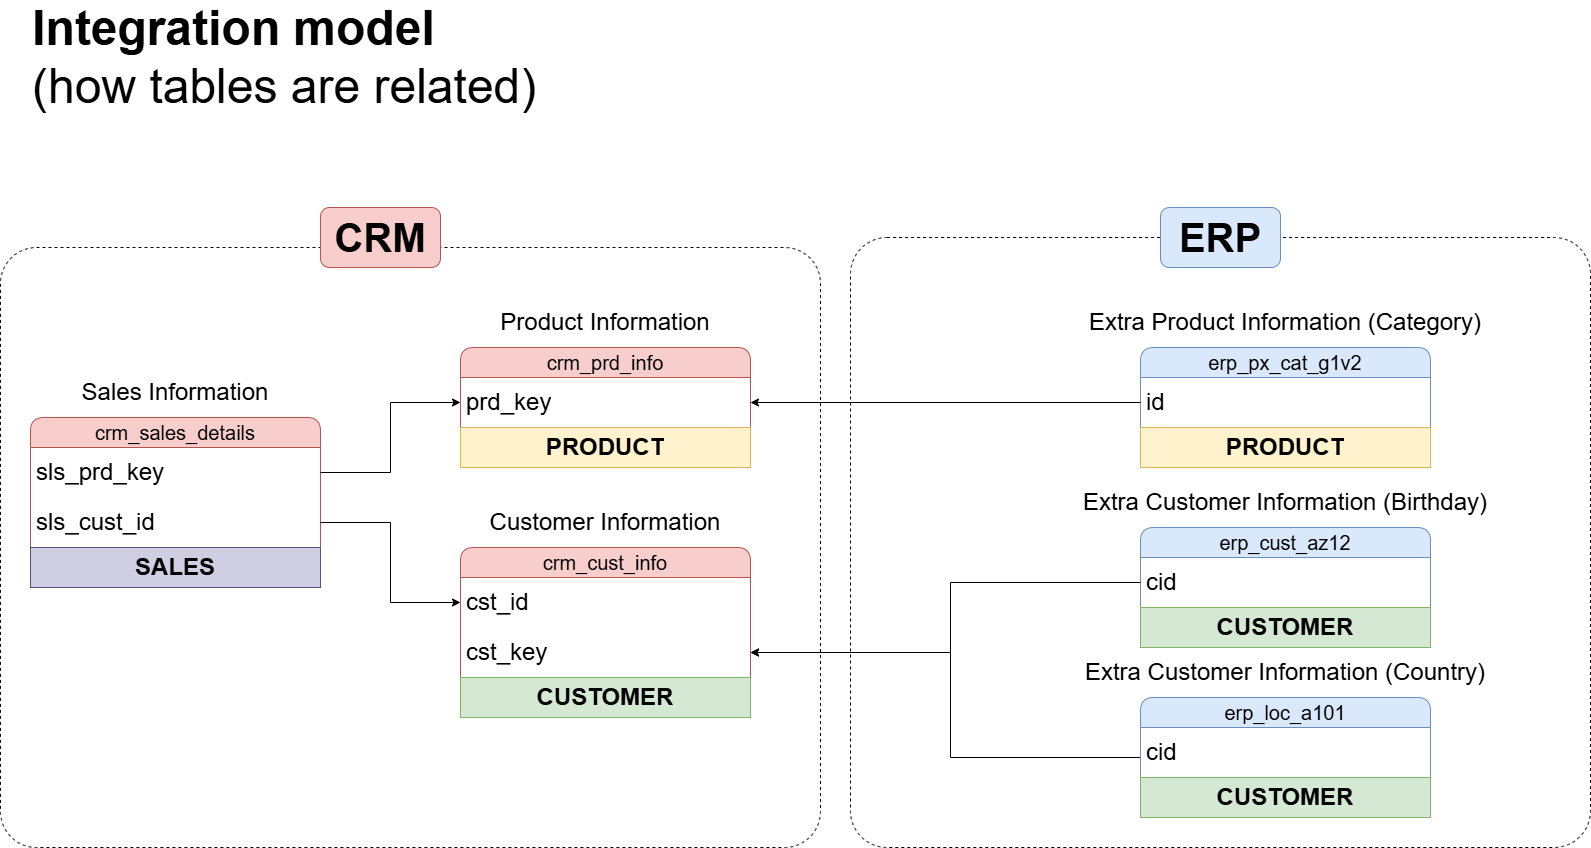 Integration model
(how tables are related)
CRM
Sales Information
crm_sales_details
sls_prd_key
sls_cust_id
SALES
Product Information
crm_prd_info
prd_key
PRODUCT
Customer Information
crm_cust_info
cst_id
cst_key
CUSTOMER
ERP
Extra Product Information (Category)
erp_px_cat_g1v2
id
PRODUCT
Extra Customer Information (Birthday)
erp_cust_az12
cid
CUSTOMER
Extra Customer Information (Country)
erp_loc_a101
cid
CUSTOMER